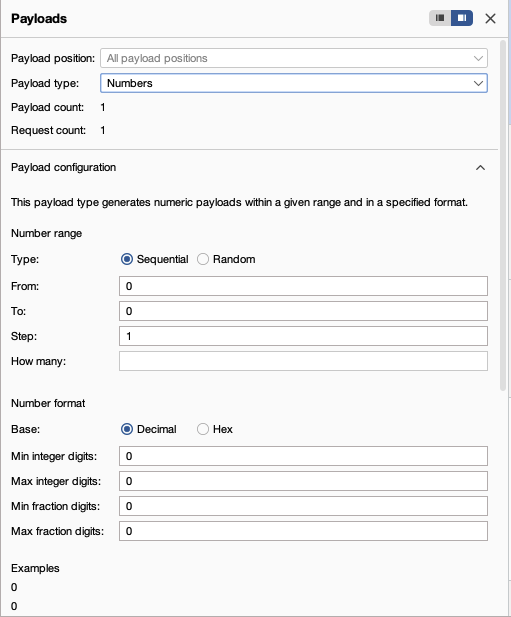 Payloads
Payload position: All payload positions
Payload type: Numbers
Payload count: 1
Request count: 1
Payload configuration
This payload type generates numeric payloads within a given range and in a specified format.
Number range
Type: Sequential Random
From: 0
To: 0
Step: 1
How many:
Number format
Base: Decimal Hex
Min integer digits: 0
Max integer digits: 0
Min fraction digits: 0
Max fraction digits: 0
Examples
0
0